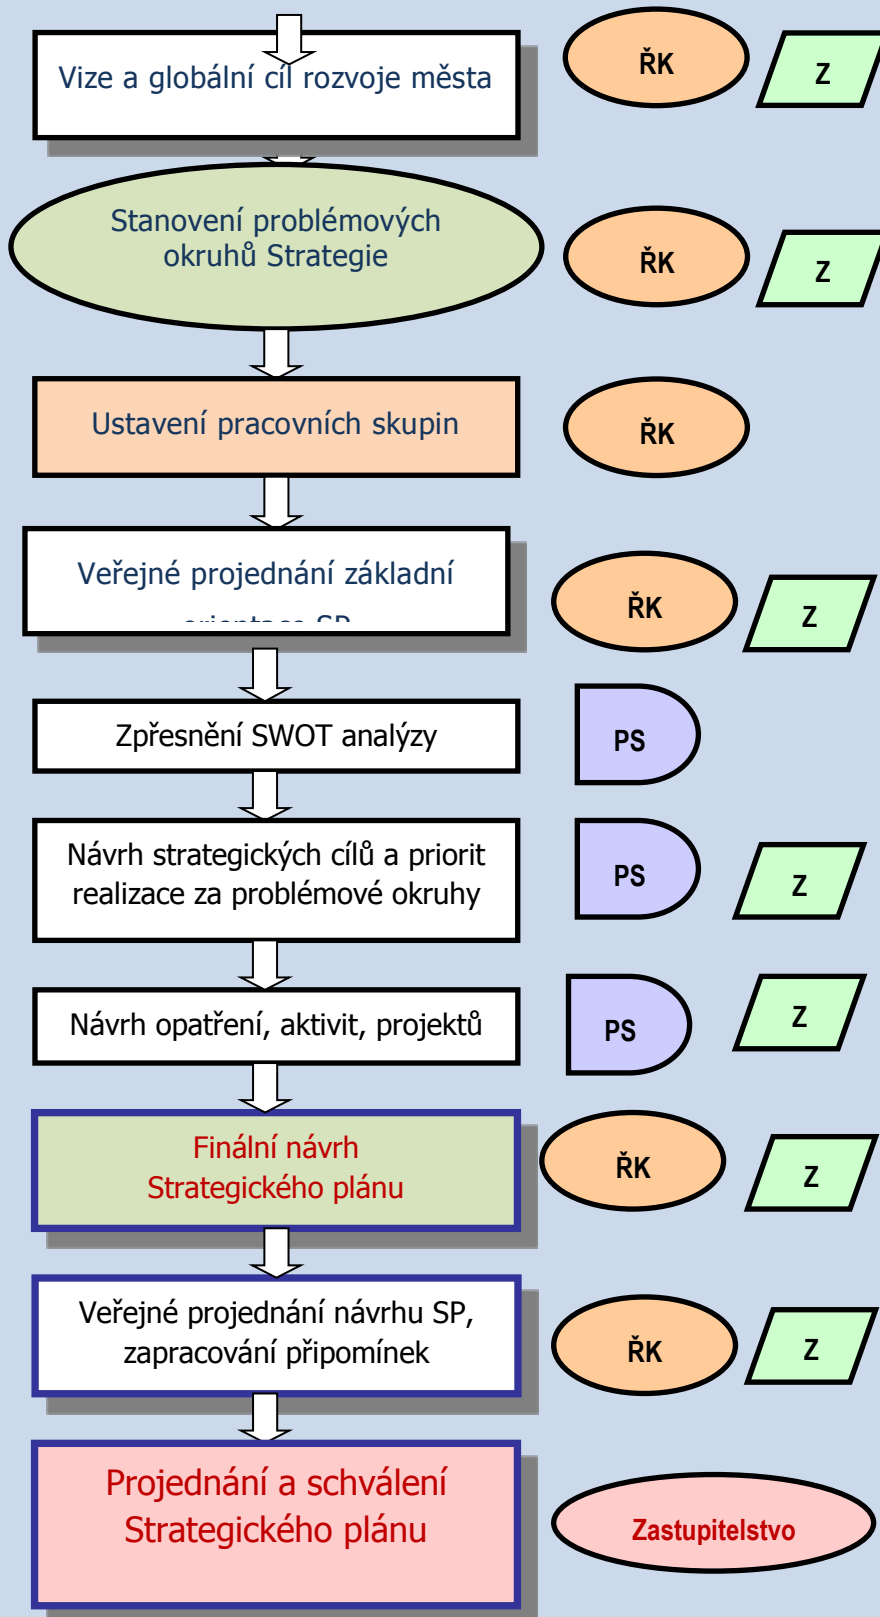 Vize a globální cíl rozvoje města
ŘK
Z
Stanovení problémových
okruhů Strategie
ŘK
Z
Ustavení pracovních skupin
ŘK
Veřejné projednání základní
ŘK
Z
Zpřesnění SWOT analýzy
PS
Návrh strategických cílů a priorit
realizace za problémové okruhy
PS
Z
Návrh opatření, aktivit, projektů
PS
Z
Finální návrh
Strategického plánu
ŘK
Z
Veřejné projednání návrhu SP,
zapracování připomínek
ŘK
Z
Projednání a schválení
Strategického plánu
Zastupitelstvo